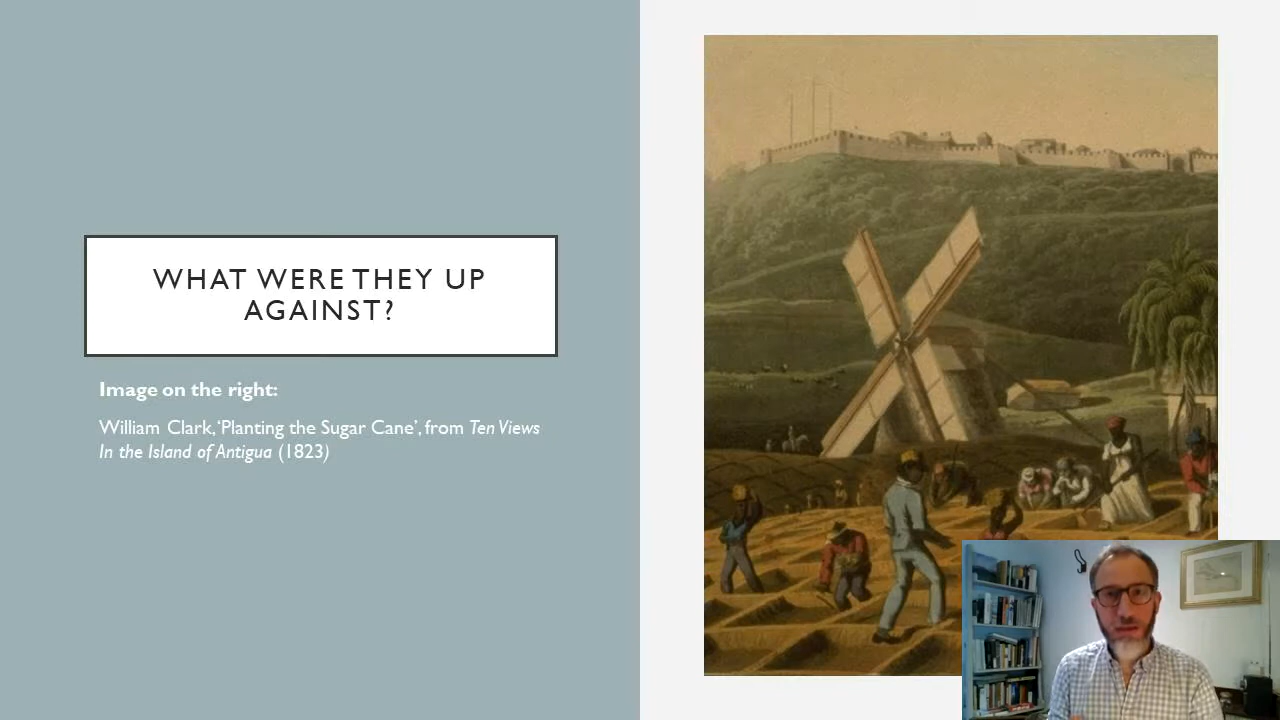 WHAT WERE THEY UP
AGAINST?
Image on the right:
William Clark, 'Planting the Sugar Cane', from Ten Views
In the Island of Antigua (1823)